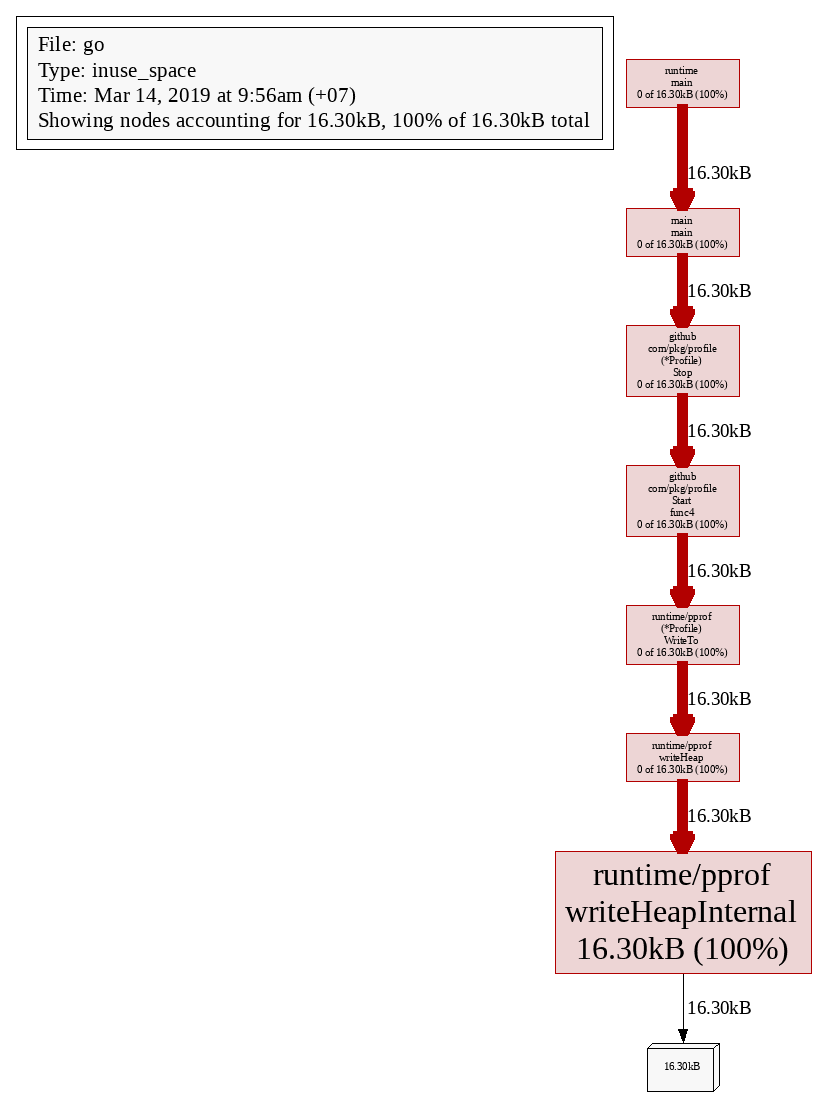 File: go
Type: inuse_space
Time: Mar 14, 2019 at 9:56am (+07)
Showing nodes accounting for 16.30kB, 100% of 16.30kB total
runtime
main
0 of 16.30kB (100%)
16.30kB
main
main
0 of 16.30kB (100%)
16.30kB
github
com/pkg/profile
(*Profile)
Stop
0 of 16.30kB (100%)
16.30kB
github
com/pkg/profile
Start
func4
0 of 16.30kB (100%)
16.30kB
runtime/pprof
(*Profile)
WriteTo
0 of 16.30kB (100%)
16.30kB
runtime/pprof
writeHeap
0 of 16.30kB (100%)
16.30kB
runtime/pprof
writeHeapInternal
16.30kB (100%)
16.30kB
16.30kB